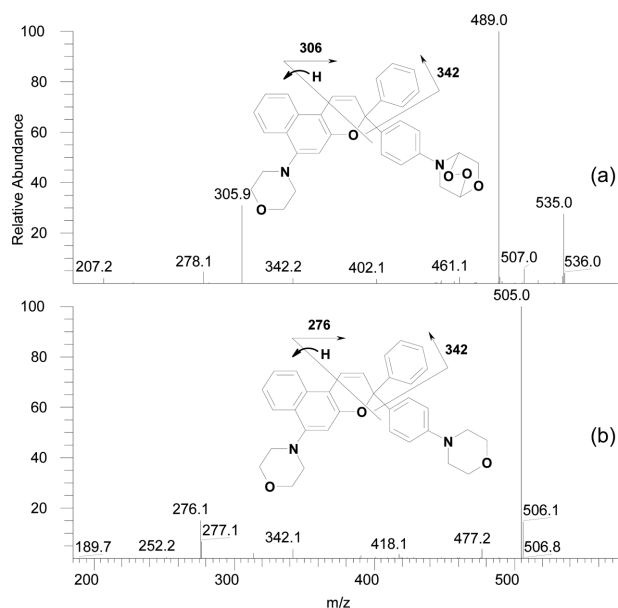 100
80
60
40
20
Relative Abundance
489.0
306
H
342
O
N
O
N
O
O
O
(a)
305.9
535.0
207.2
278.1
342.2
402.1
461.1
507.0
536.0
505.0
100
80
60
40
20
276
H
342
O
N
O
N
O
(b)
276.1
277.1
506.1
189.7
252.2
342.1
418.1
477.2
506.8
200
300
400
500
m/z